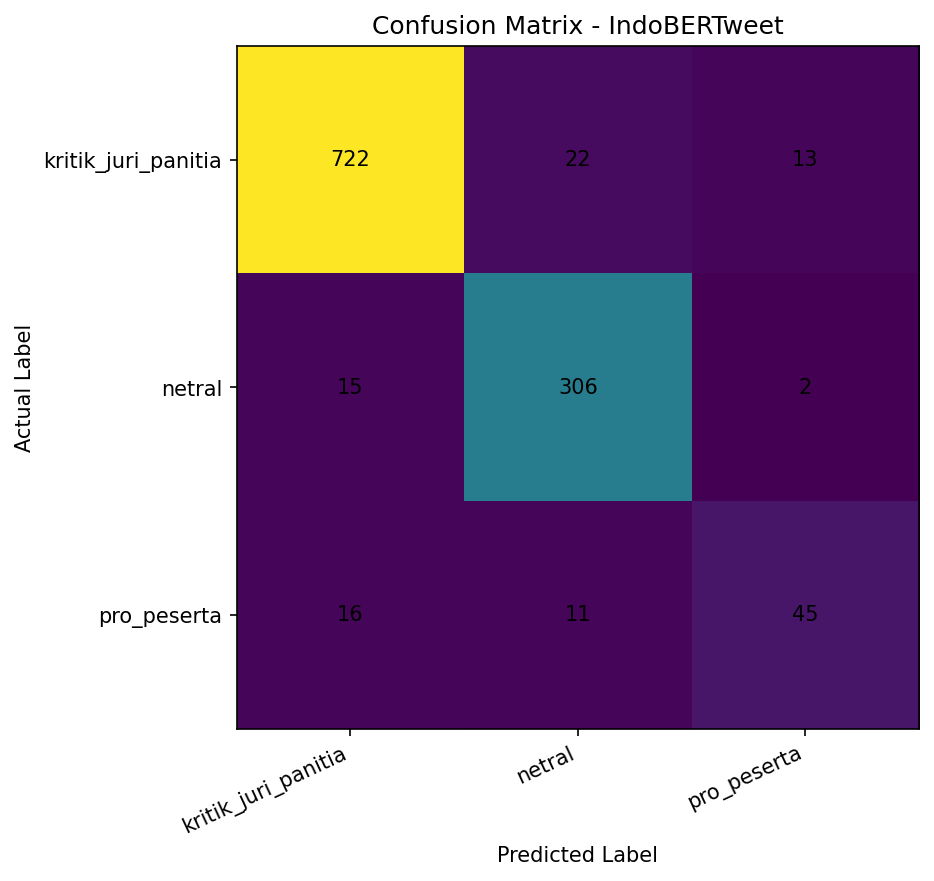 Confusion Matrix - IndoBERTweet
kritik_juri_panitia
722
22
13
netral
15
306
2
pro_peserta
16
11
45
kritik_juri_panitia
netral
pro_peserta
Predicted Label
Actual Label